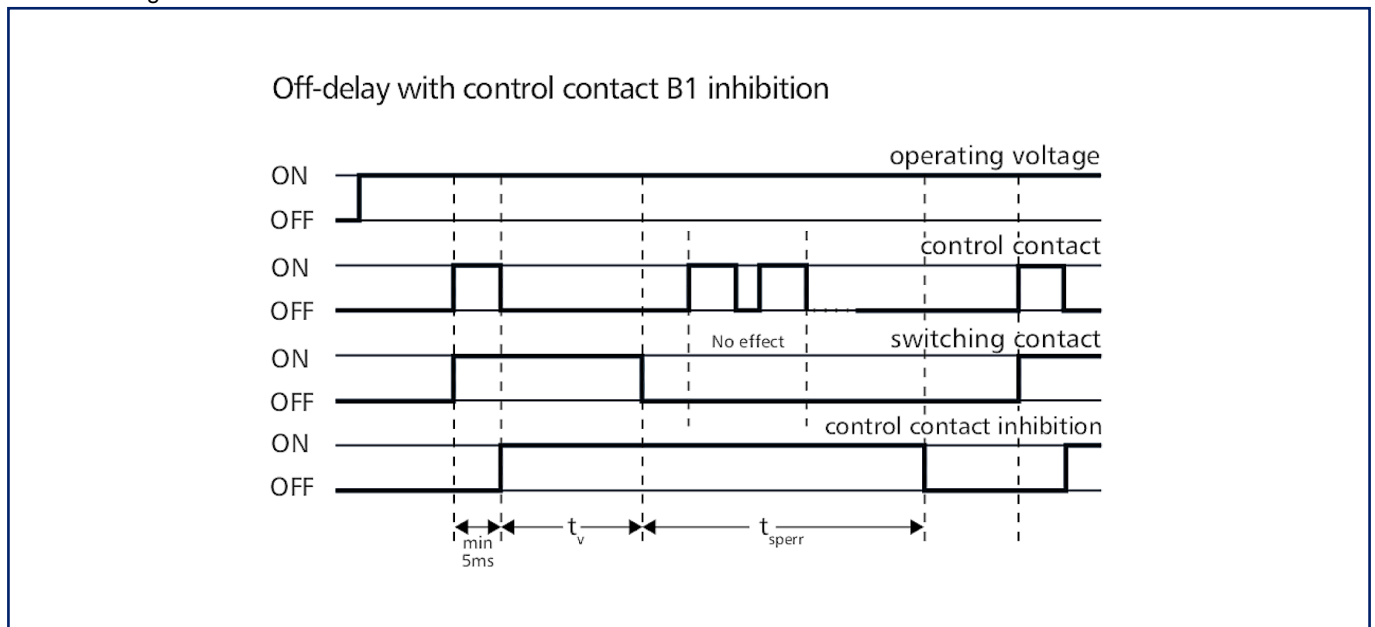 Off-delay with control contact B1 inhibition
operating voltage
ON
OFF
control contact
ON
OFF
No effect
switching contact
ON
OFF
control contact inhibition
ON
OFF
min
5ms
tv
tsperr